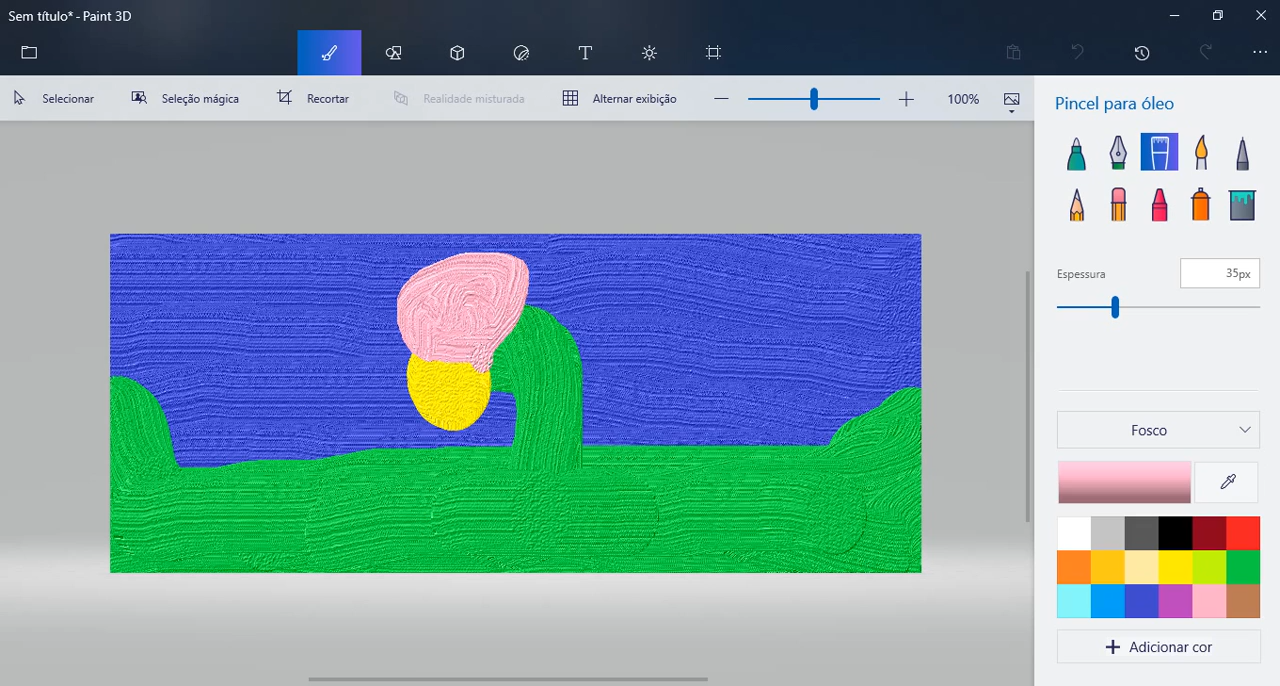 Sem título* - Paint 3D
Selecionar
Seleção mágica
Recortar
Realidade misturada
Alternar exibição
100%
Pincel para óleo
Espessura
35px
Fosco
Adicionar cor